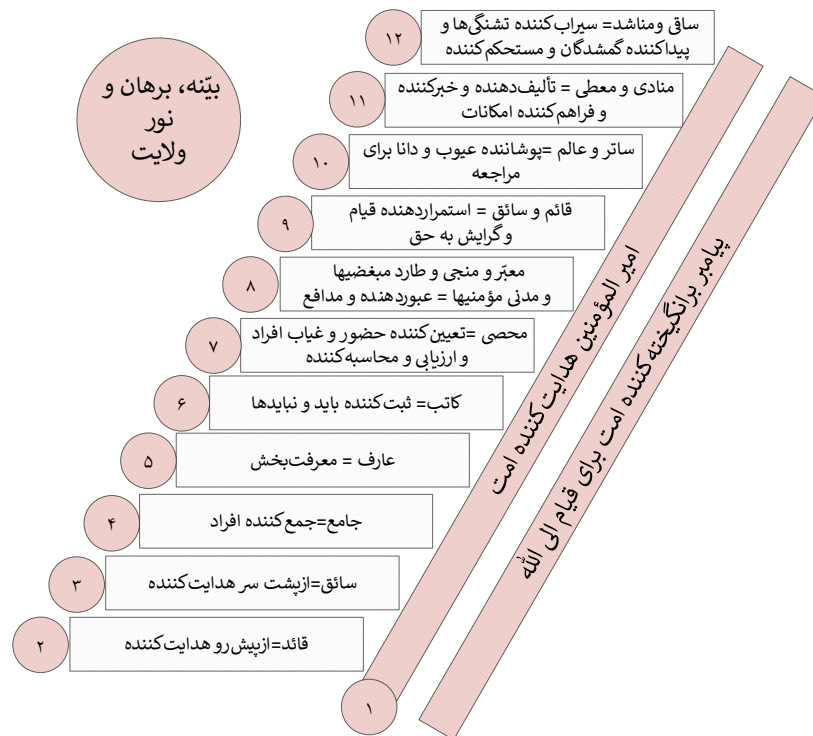 بیّنه، برهان و
نور
ولایت
۱۲
ساقی ومناشد= سیراب‌کننده تشنگی‌ها و
پیداکننده گمشدگان و مستحکم‌کننده
۱۱
منادی و معطی = تألیف‌دهنده و خبرکننده
و فراهم‌کننده امکانات
۱۰
ساتر و عالم =پوشاننده عیوب و دانا برای
مراجعه
۹
قائم و سائق = استمراردهنده قیام
وگرایش به حق
۸
معبّر و منجی و طارد مبغضیها
و مدنی مؤمنیها = عبوردهنده و مدافع
۷
محصی =تعیین‌کننده حضور و غیاب افراد
و ارزیابی و محاسبه‌کننده
۶
کاتب= ثبت‌کننده باید و نبایدها
۵
عارف = معرفت‌بخش
۴
جامع=جمع‌کننده افراد
۳
سائق=ازپشت سر هدایت‌کننده
۲
قائد=ازپیش‌رو هدایت‌کننده
۱
امیر المؤمنین هدایت‌کننده امت
پیامبر برانگیخته‌کننده امت برای قیام الی الله